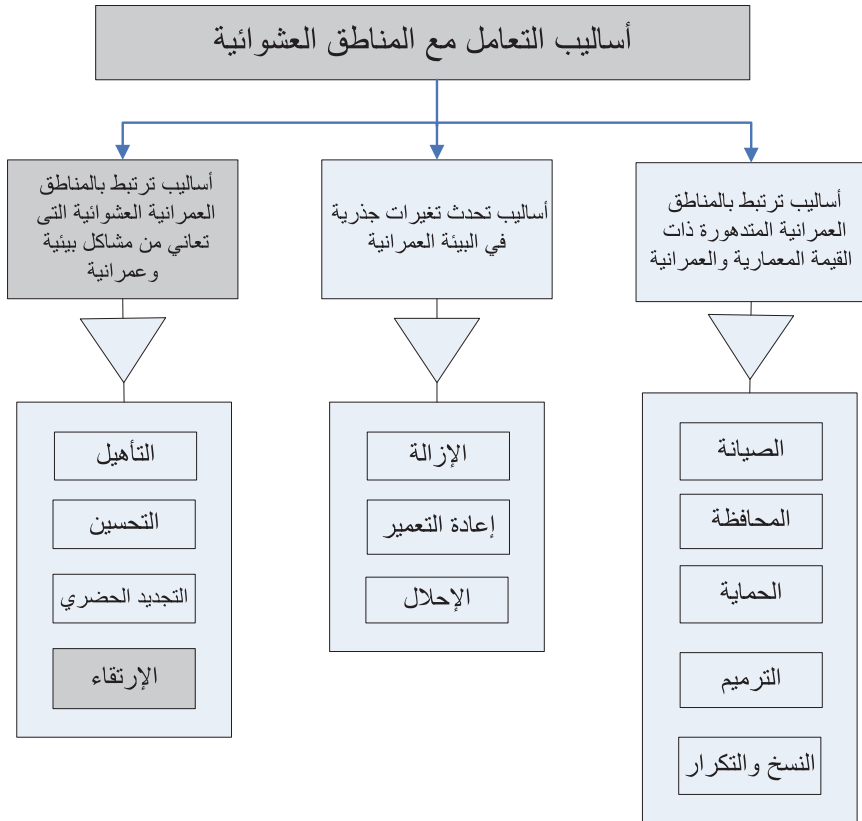 أساليب التعامل مع المناطق العشوائية
أساليب ترتبط بالمناطق
العمرانية المتدهورة ذات
القيمة المعمارية والعمرانية
الصيانة
المحافظة
الحماية
الترميم
النسخ والتكرار
أساليب تحدث تغيرات جذرية
في البيئة العمرانية
الإزالة
إعادة التعمير
الإحلال
أساليب ترتبط بالمناطق
العمرانية العشوائية التى
تعاني من مشاكل بيئية
وعمرانية
التأهيل
التحسين
التجديد الحضري
الإرتقاء